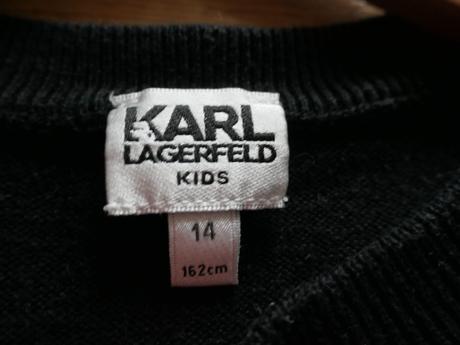 KARL
LAGERFELD
KIDS
14
162cm